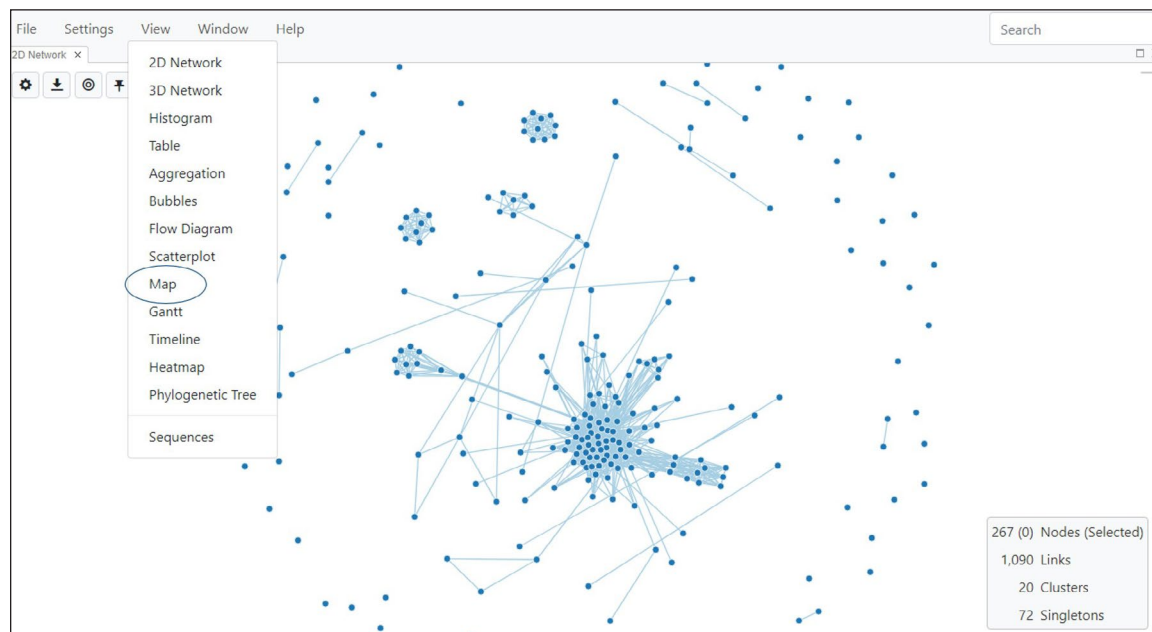 File Settings View Window Help Search
2D Network ×
2D Network
3D Network
Histogram
Table
Aggregation
Bubbles
Flow Diagram
Scatterplot
Map
Gantt
Timeline
Heatmap
Phylogenetic Tree
Sequences
267 (0) Nodes (Selected)
1,090 Links
20 Clusters
72 Singletons